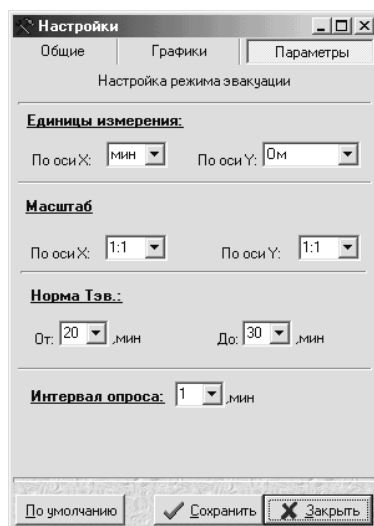 Настройки
Общие Графики Параметры
Настройка режима эвакуации
Единицы измерения:
По оси X: мин По оси Y: Ом
Масштаб
По оси X: 1:1 По оси Y: 1:1
Норма Тэв.:
От: 20 ,мин До: 30 ,мин
Интервал опроса: 1 ,мин
По умолчанию Сохранить Закрыть